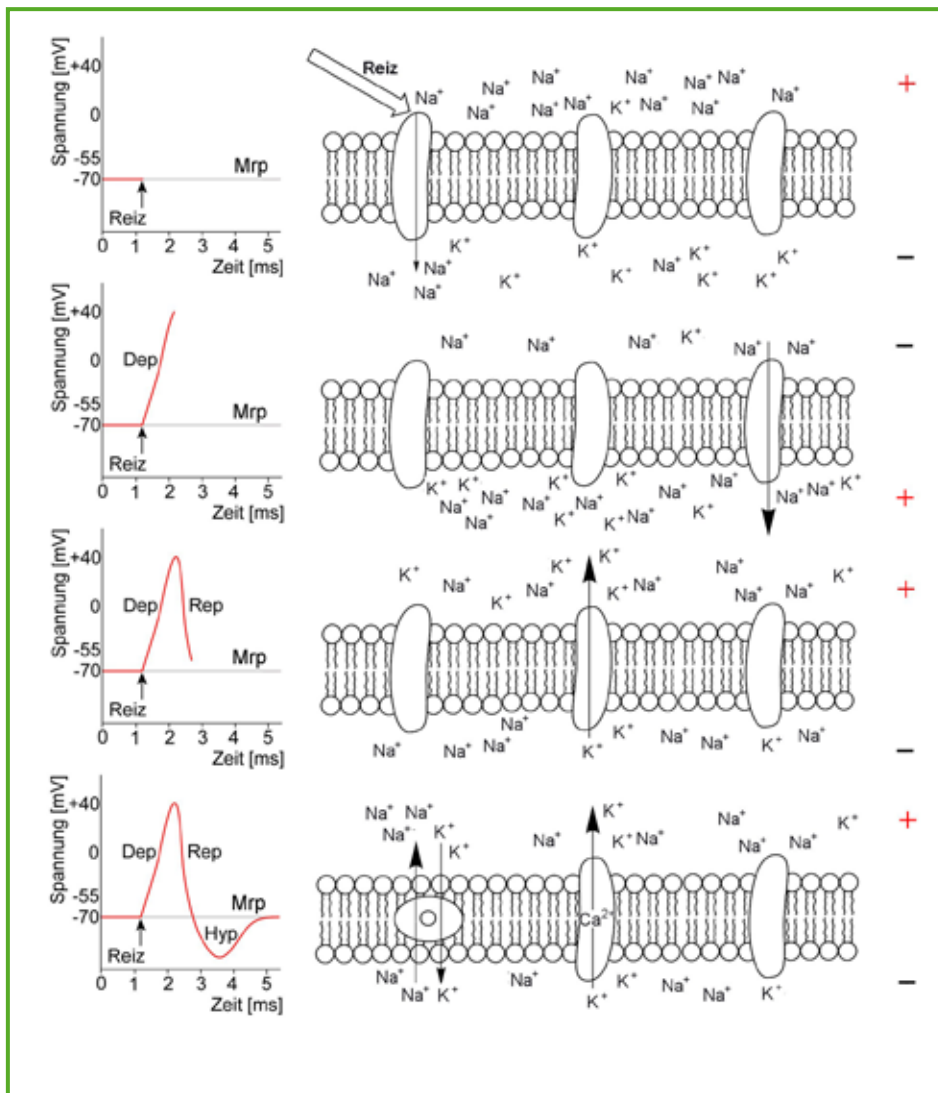 Spannung [mV]
+40
0
-55
-70
Mrp
Reiz
0 1 2 3 4 5
Zeit [ms]
Reiz
Na⁺ Na⁺ Na⁺ Na⁺ Na⁺ Na⁺
Na⁺ Na⁺ Na⁺ Na⁺ K⁺ Na⁺ Na⁺ Na⁺
+
K⁺ K⁺ K⁺ K⁺
Na⁺ Na⁺ Na⁺ K⁺ K⁺ Na⁺ K⁺ K⁺ K⁺
−
Spannung [mV]
+40
0
-55
-70
Dep
Mrp
Reiz
0 1 2 3 4 5
Zeit [ms]
Na⁺ Na⁺ Na⁺ K⁺ Na⁺ Na⁺
−
K⁺ K⁺ K⁺ K⁺ K⁺
Na⁺ Na⁺ Na⁺ Na⁺ Na⁺ Na⁺ Na⁺
Na⁺ K⁺ K⁺ Na⁺ K⁺
+
Spannung [mV]
+40
0
-55
-70
Dep Rep
Mrp
Reiz
0 1 2 3 4 5
Zeit [ms]
K⁺ Na⁺ K⁺ Na⁺ K⁺ K⁺ K⁺ Na⁺ Na⁺ Na⁺ Na⁺ K⁺
+
Na⁺
Na⁺ Na⁺ Na⁺ K⁺ K⁺ Na⁺ Na⁺ K⁺ Na⁺
−
Spannung [mV]
+40
0
-55
-70
Dep Rep
Mrp
Hyp
Reiz
0 1 2 3 4 5
Zeit [ms]
Na⁺ Na⁺ K⁺
Na⁺ K⁺ K⁺ Na⁺ K⁺ Na⁺ Na⁺ Na⁺ Na⁺ K⁺
+
Ca²⁺
Na⁺ Na⁺ K⁺ Na⁺ K⁺ K⁺ Na⁺ Na⁺ K⁺
−